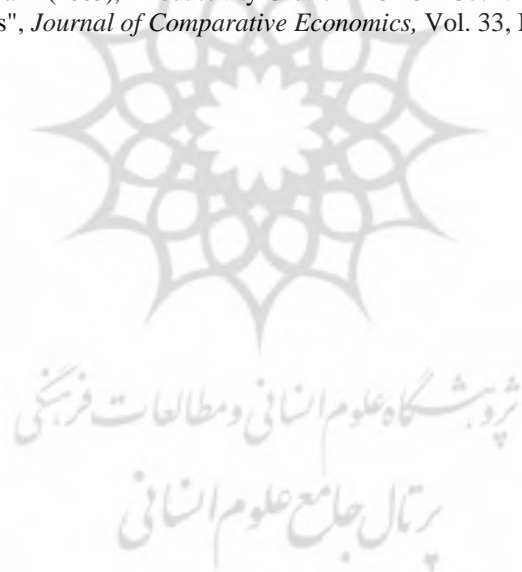 s", Journal of Comparative Economics, Vol. 33,
پژوهشگاه علوم انسانی و مطالعات فرهنگی
پرتال جامع علوم انسانی